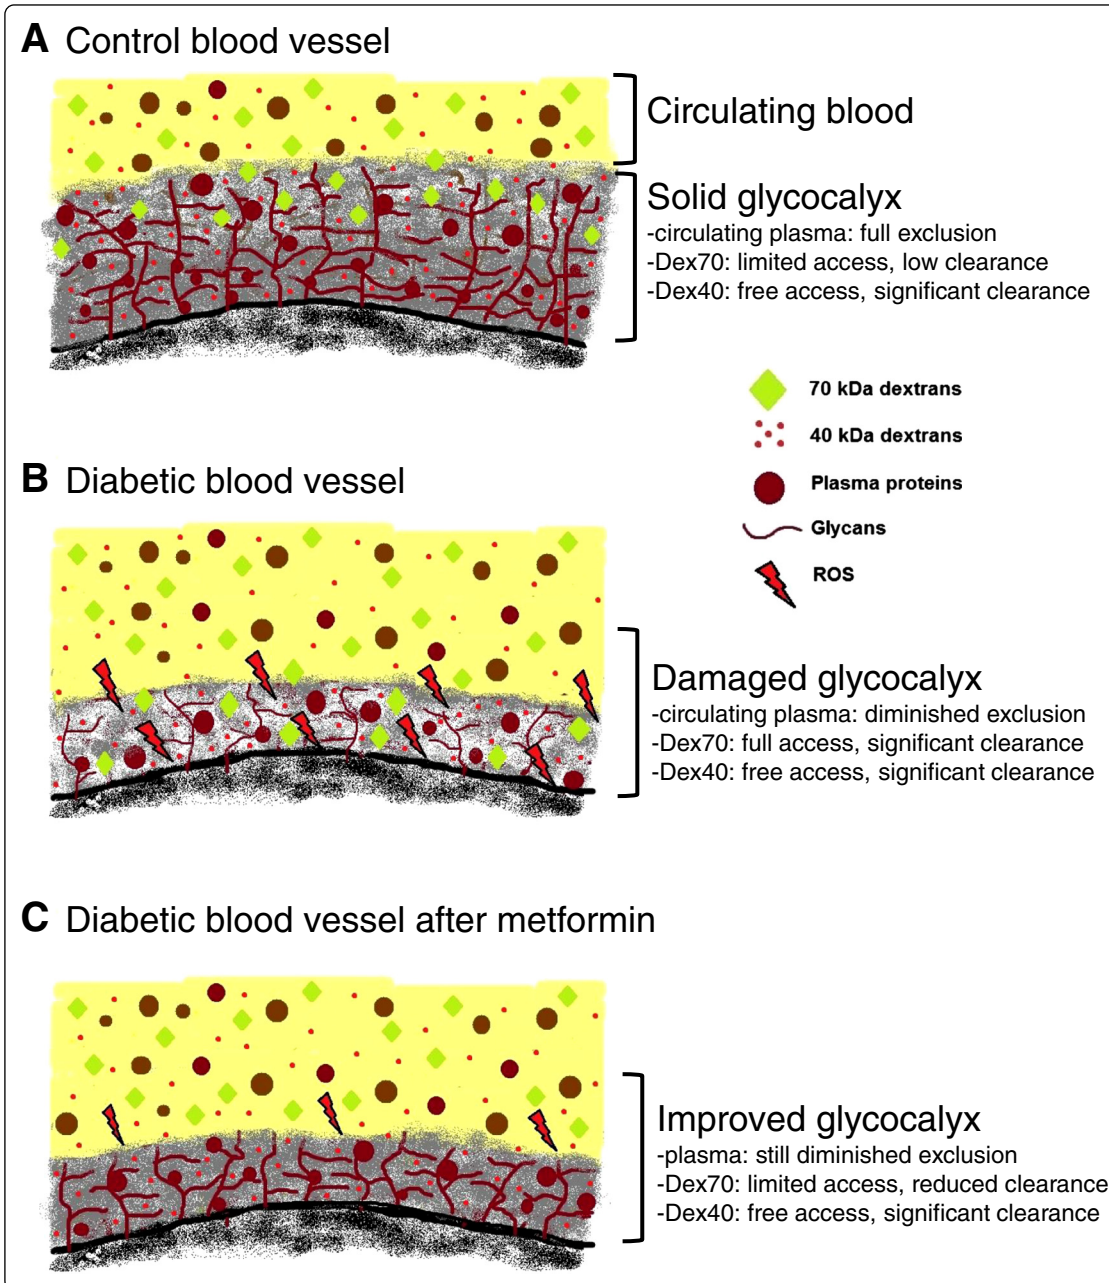 A Control blood vessel
Circulating blood
Solid glycocalyx
-circulating plasma: full exclusion
-Dex70: limited access, low clearance
-Dex40: free access, significant clearance
70 kDa dextrans
40 kDa dextrans
Plasma proteins
Glycans
ROS
B Diabetic blood vessel
Damaged glycocalyx
-circulating plasma: diminished exclusion
-Dex70: full access, significant clearance
-Dex40: free access, significant clearance
C Diabetic blood vessel after metformin
Improved glycocalyx
-plasma: still diminished exclusion
-Dex70: limited access, reduced clearance
-Dex40: free access, significant clearance